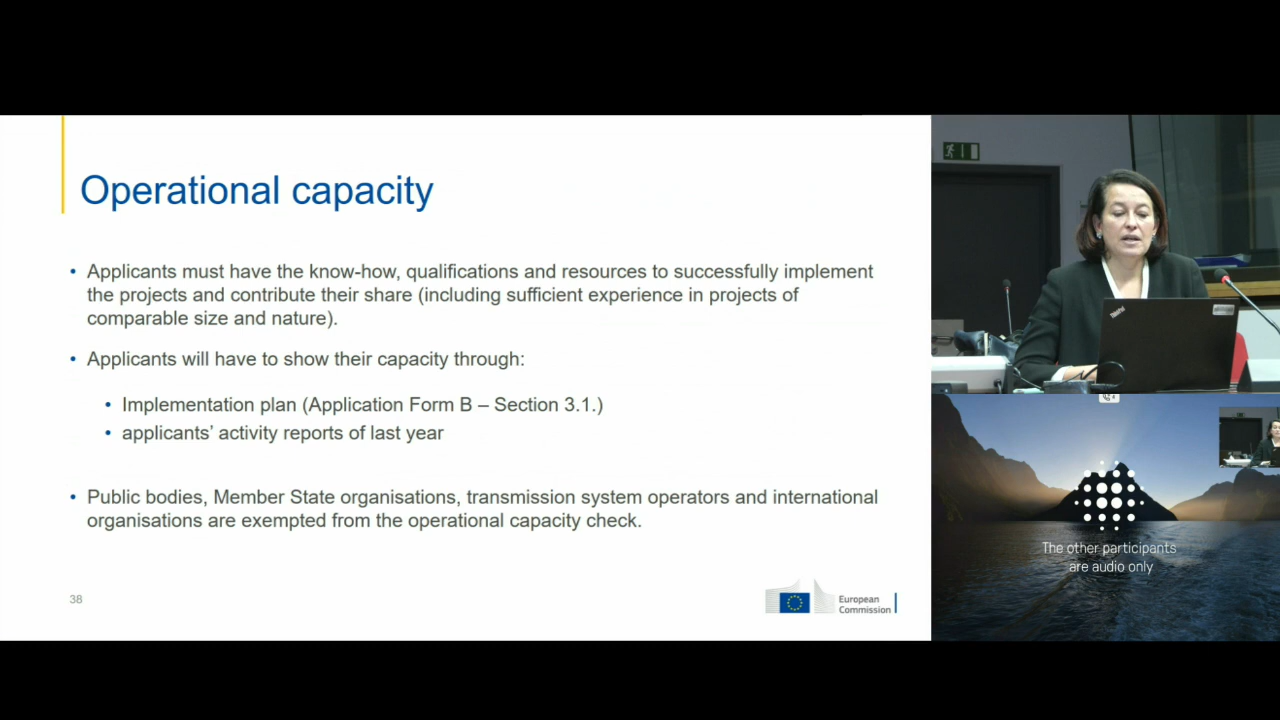 Operational capacity
• Applicants must have the know-how, qualifications and resources to successfully implement
the projects and contribute their share (including sufficient experience in projects of
comparable size and nature).
• Applicants will have to show their capacity through:
• Implementation plan (Application Form B – Section 3.1.)
• applicants’ activity reports of last year
• Public bodies, Member State organisations, transmission system operators and international
organisations are exempted from the operational capacity check.
38
European
Commission
ThinkPad
4
The other participants
are audio only